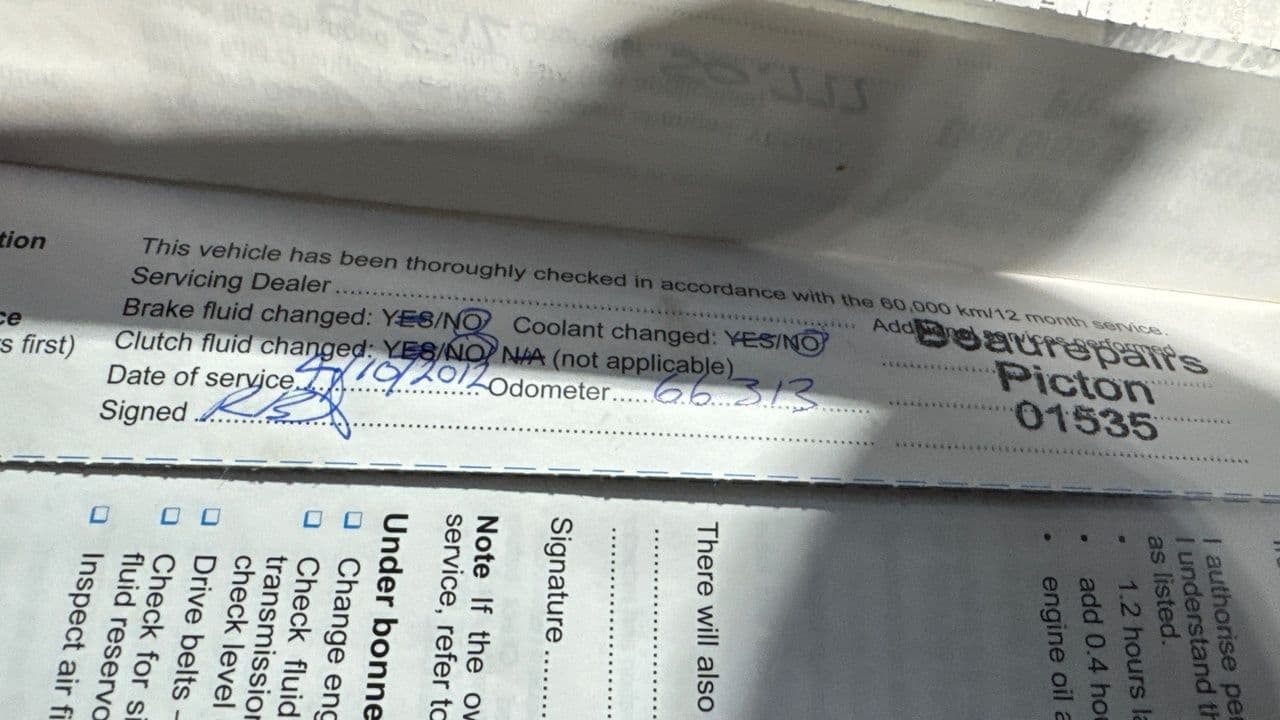 tion
This vehicle has been thoroughly checked in accordance with the 60,000 km/12 month service.
Servicing Dealer
Brake fluid changed: YES/NO Coolant changed: YES/NO
ce
s first)
Clutch fluid changed: YES/NO/ N/A (not applicable)
Date of service /10/2012 Odometer 66313
Signed
Beaurepairs
Picton
01535
I authorise pe
I understand th
as listed.
• 1.2 hours la
• add 0.4 ho
• engine oil a
There will also
Signature
Note If the ow
service, refer to
Under bonne
Change eng
Check fluid
transmission
check level
Drive belts –
Check for si
fluid reservo
Inspect air fi